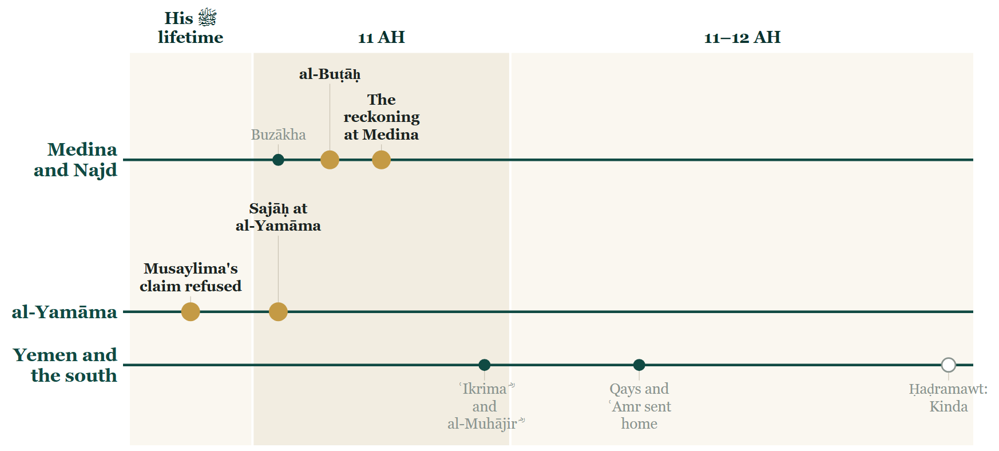 His ﷺ
lifetime
11 AH
11–12 AH
al-Buṭāḥ
The
reckoning
at Medina
Buzākha
Medina
and Najd
Sajāḥ at
al-Yamāma
Musaylima's
claim refused
al-Yamāma
Yemen and
the south
ʿIkrima
and
al-Muhājir
Qays and
ʿAmr sent
home
Ḥaḍramawt:
Kinda